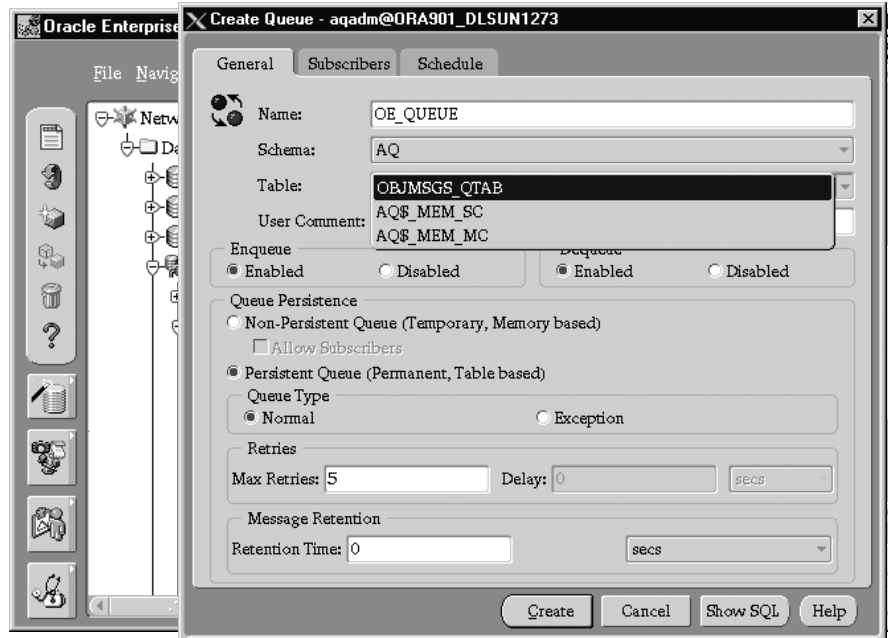 Oracle Enterprise
Create Queue - aqadm@ORA901_DLSUN1273
File Navig
Netw
Da
General Subscribers Schedule
Name: OE_QUEUE
Schema: AQ
Table: OBJMSGS_QTAB
AQ$_MEM_SC
User Comment:
AQ$_MEM_MC
Enqueue Dequeue
Enabled Disabled Enabled Disabled
Queue Persistence
Non-Persistent Queue (Temporary, Memory based)
Allow Subscribers
Persistent Queue (Permanent, Table based)
Queue Type
Normal Exception
Retries
Max Retries: 5 Delay: 0 secs
Message Retention
Retention Time: 0 secs
Create Cancel Show SQL Help